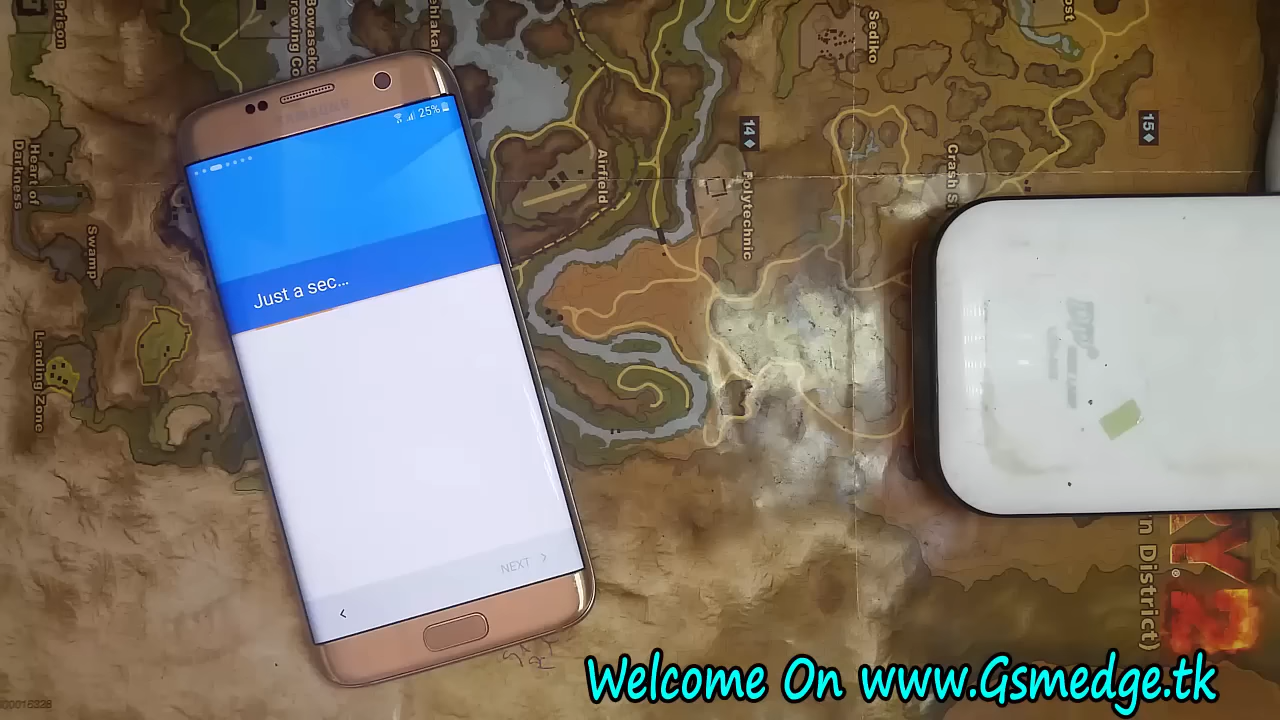 SAMSUNG
25%
Just a sec...
NEXT >
Prison
Heart of
Darkness
Swamp
Landing Zone
Airfield
14
Polytechnic
Sediko
15
n District)
Welcome On www.Gsmedge.tk